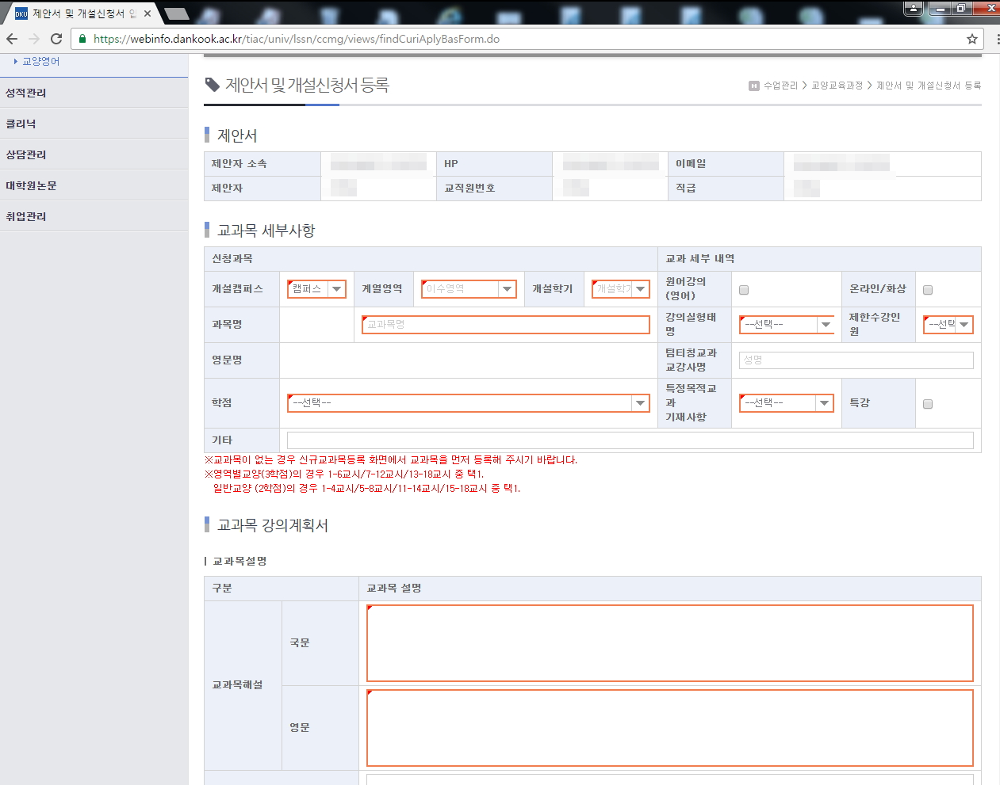 DKU 제안서 및 개설신청서 입
https://webinfo.dankook.ac.kr/tiac/univ/lssn/ccmg/views/findCuriAplyBasForm.do
교양영어
성적관리
클리닉
상담관리
대학원논문
취업관리
제안서 및 개설신청서 등록
H 수업관리 > 교양교육과정 > 제안서 및 개설신청서 등록
제안서
제안자 소속 HP 이메일
제안자 교직원번호 직급
교과목 세부사항
신청과목 교과 세부 내역
개설캠퍼스 캠퍼스 계열영역 이수영역 개설학기 개설학기
원어강의
(영어)
온라인/화상
과목명 교과목명
강의실형태
명
--선택--
제한수강인
원
--선택
영문명
팀티칭교과
교강사명
성명
학점 --선택--
특정목적교
과
기재사항
--선택-- 특강
기타
※교과목이 없는 경우 신규교과목등록 화면에서 교과목을 먼저 등록해 주시기 바랍니다.
※영역별교양(3학점)의 경우 1-6교시/7-12교시/13-18교시 중 택1.
일반교양 (2학점)의 경우 1-4교시/5-8교시/11-14교시/15-18교시 중 택1.
교과목 강의계획서
교과목설명
구분 교과목 설명
교과목해설
국문
영문